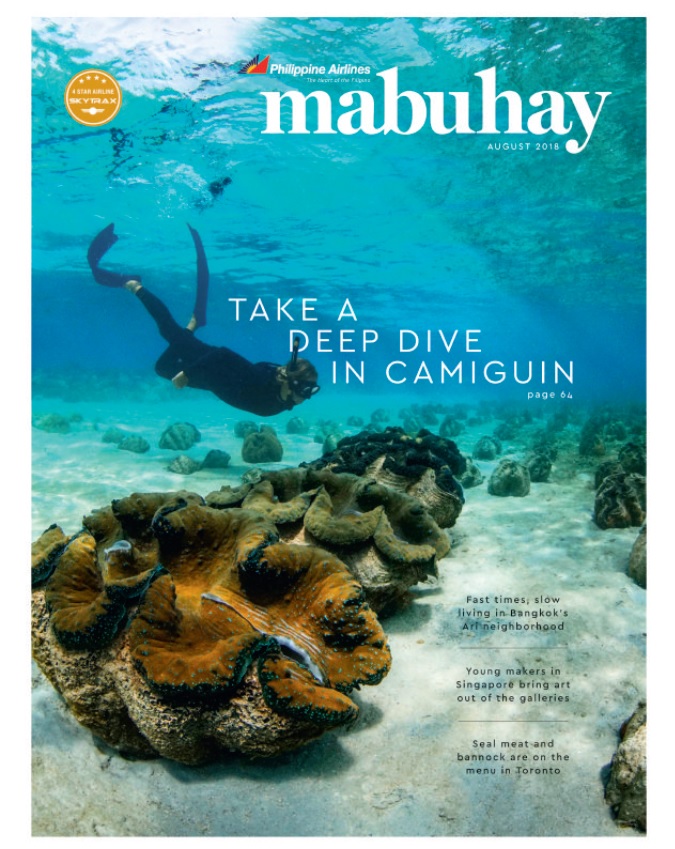 4 STAR AIRLINE
SKYTRAX
Philippine Airlines
The Heart of the Filipino
mabuhay
AUGUST 2018
TAKE A
DEEP DIVE
IN CAMIGUIN
page 64
Fast times, slow
living in Bangkok's
Ari neighborhood
Young makers in
Singapore bring art
out of the galleries
Seal meat and
bannock are on the
menu in Toronto